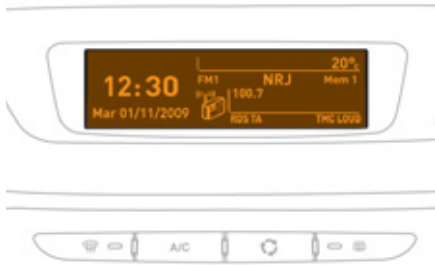 20°c
FM1 NRJ Mem 1
12:30
100.7
Mar 01/11/2009
RDS TA TMC LOUD
A/C